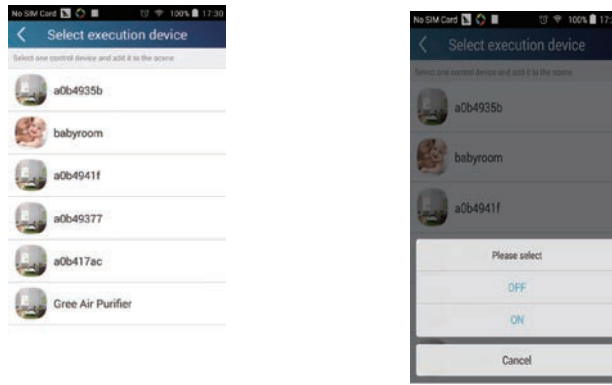 No SIM Card 100% 17:30
Select execution device
Select one control device and add it to the scene
a0b4935b
babyroom
a0b4941f
a0b49377
a0b417ac
Gree Air Purifier
No SIM Card 100% 17:
Select execution device
Select one control device and add it to the scene
a0b4935b
babyroom
a0b4941f
Please select
OFF
ON
Cancel